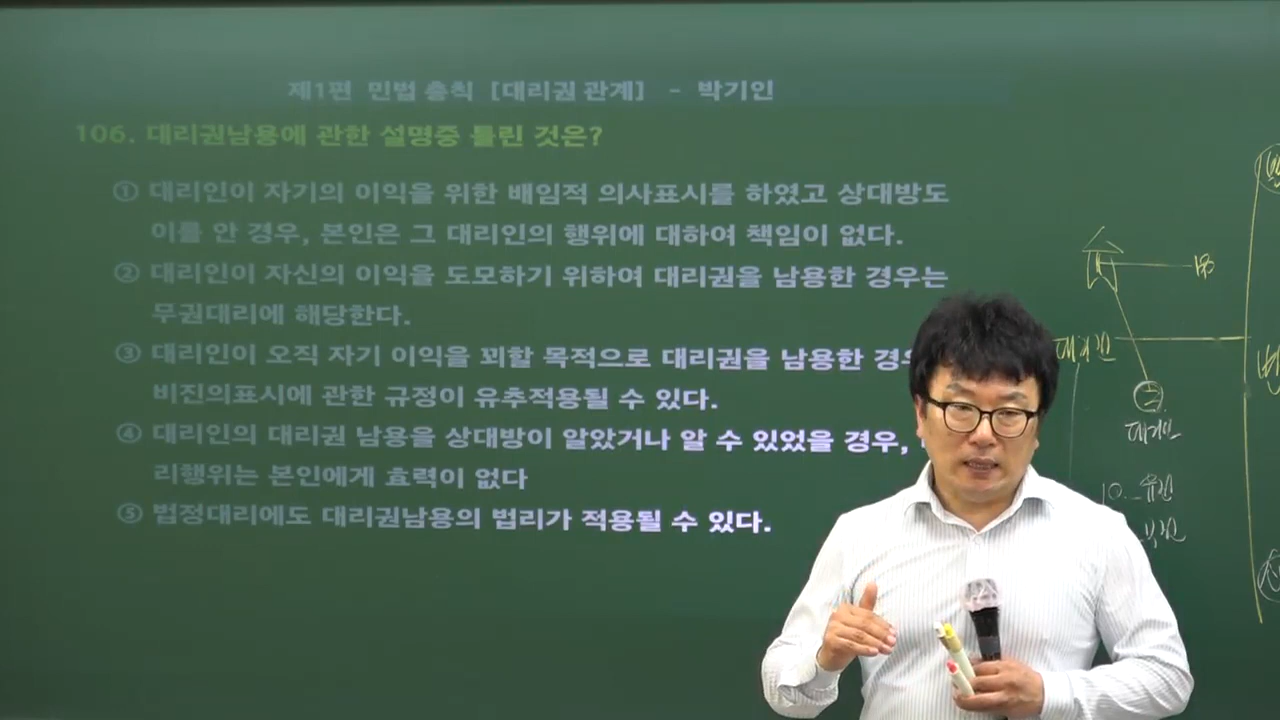 제1편 민법 총칙 [대리권 관계] - 박기인
106. 대리권남용에 관한 설명중 틀린 것은?
① 대리인이 자기의 이익을 위한 배임적 의사표시를 하였고 상대방도
이를 안 경우, 본인은 그 대리인의 행위에 대하여 책임이 없다.
② 대리인이 자신의 이익을 도모하기 위하여 대리권을 남용한 경우는
무권대리에 해당한다.
③ 대리인이 오직 자기 이익을 꾀할 목적으로 대리권을 남용한
비진의표시에 관한 규정이 유추적용될 수 있다.
④ 대리인의 대리권 남용을 상대방이 알았거나 알 수 있었을 경우,
리행위는 본인에게 효력이 없다
⑤ 법정대리에도 대리권남용의 법리가 적용될 수 있다.
대리권
대리인